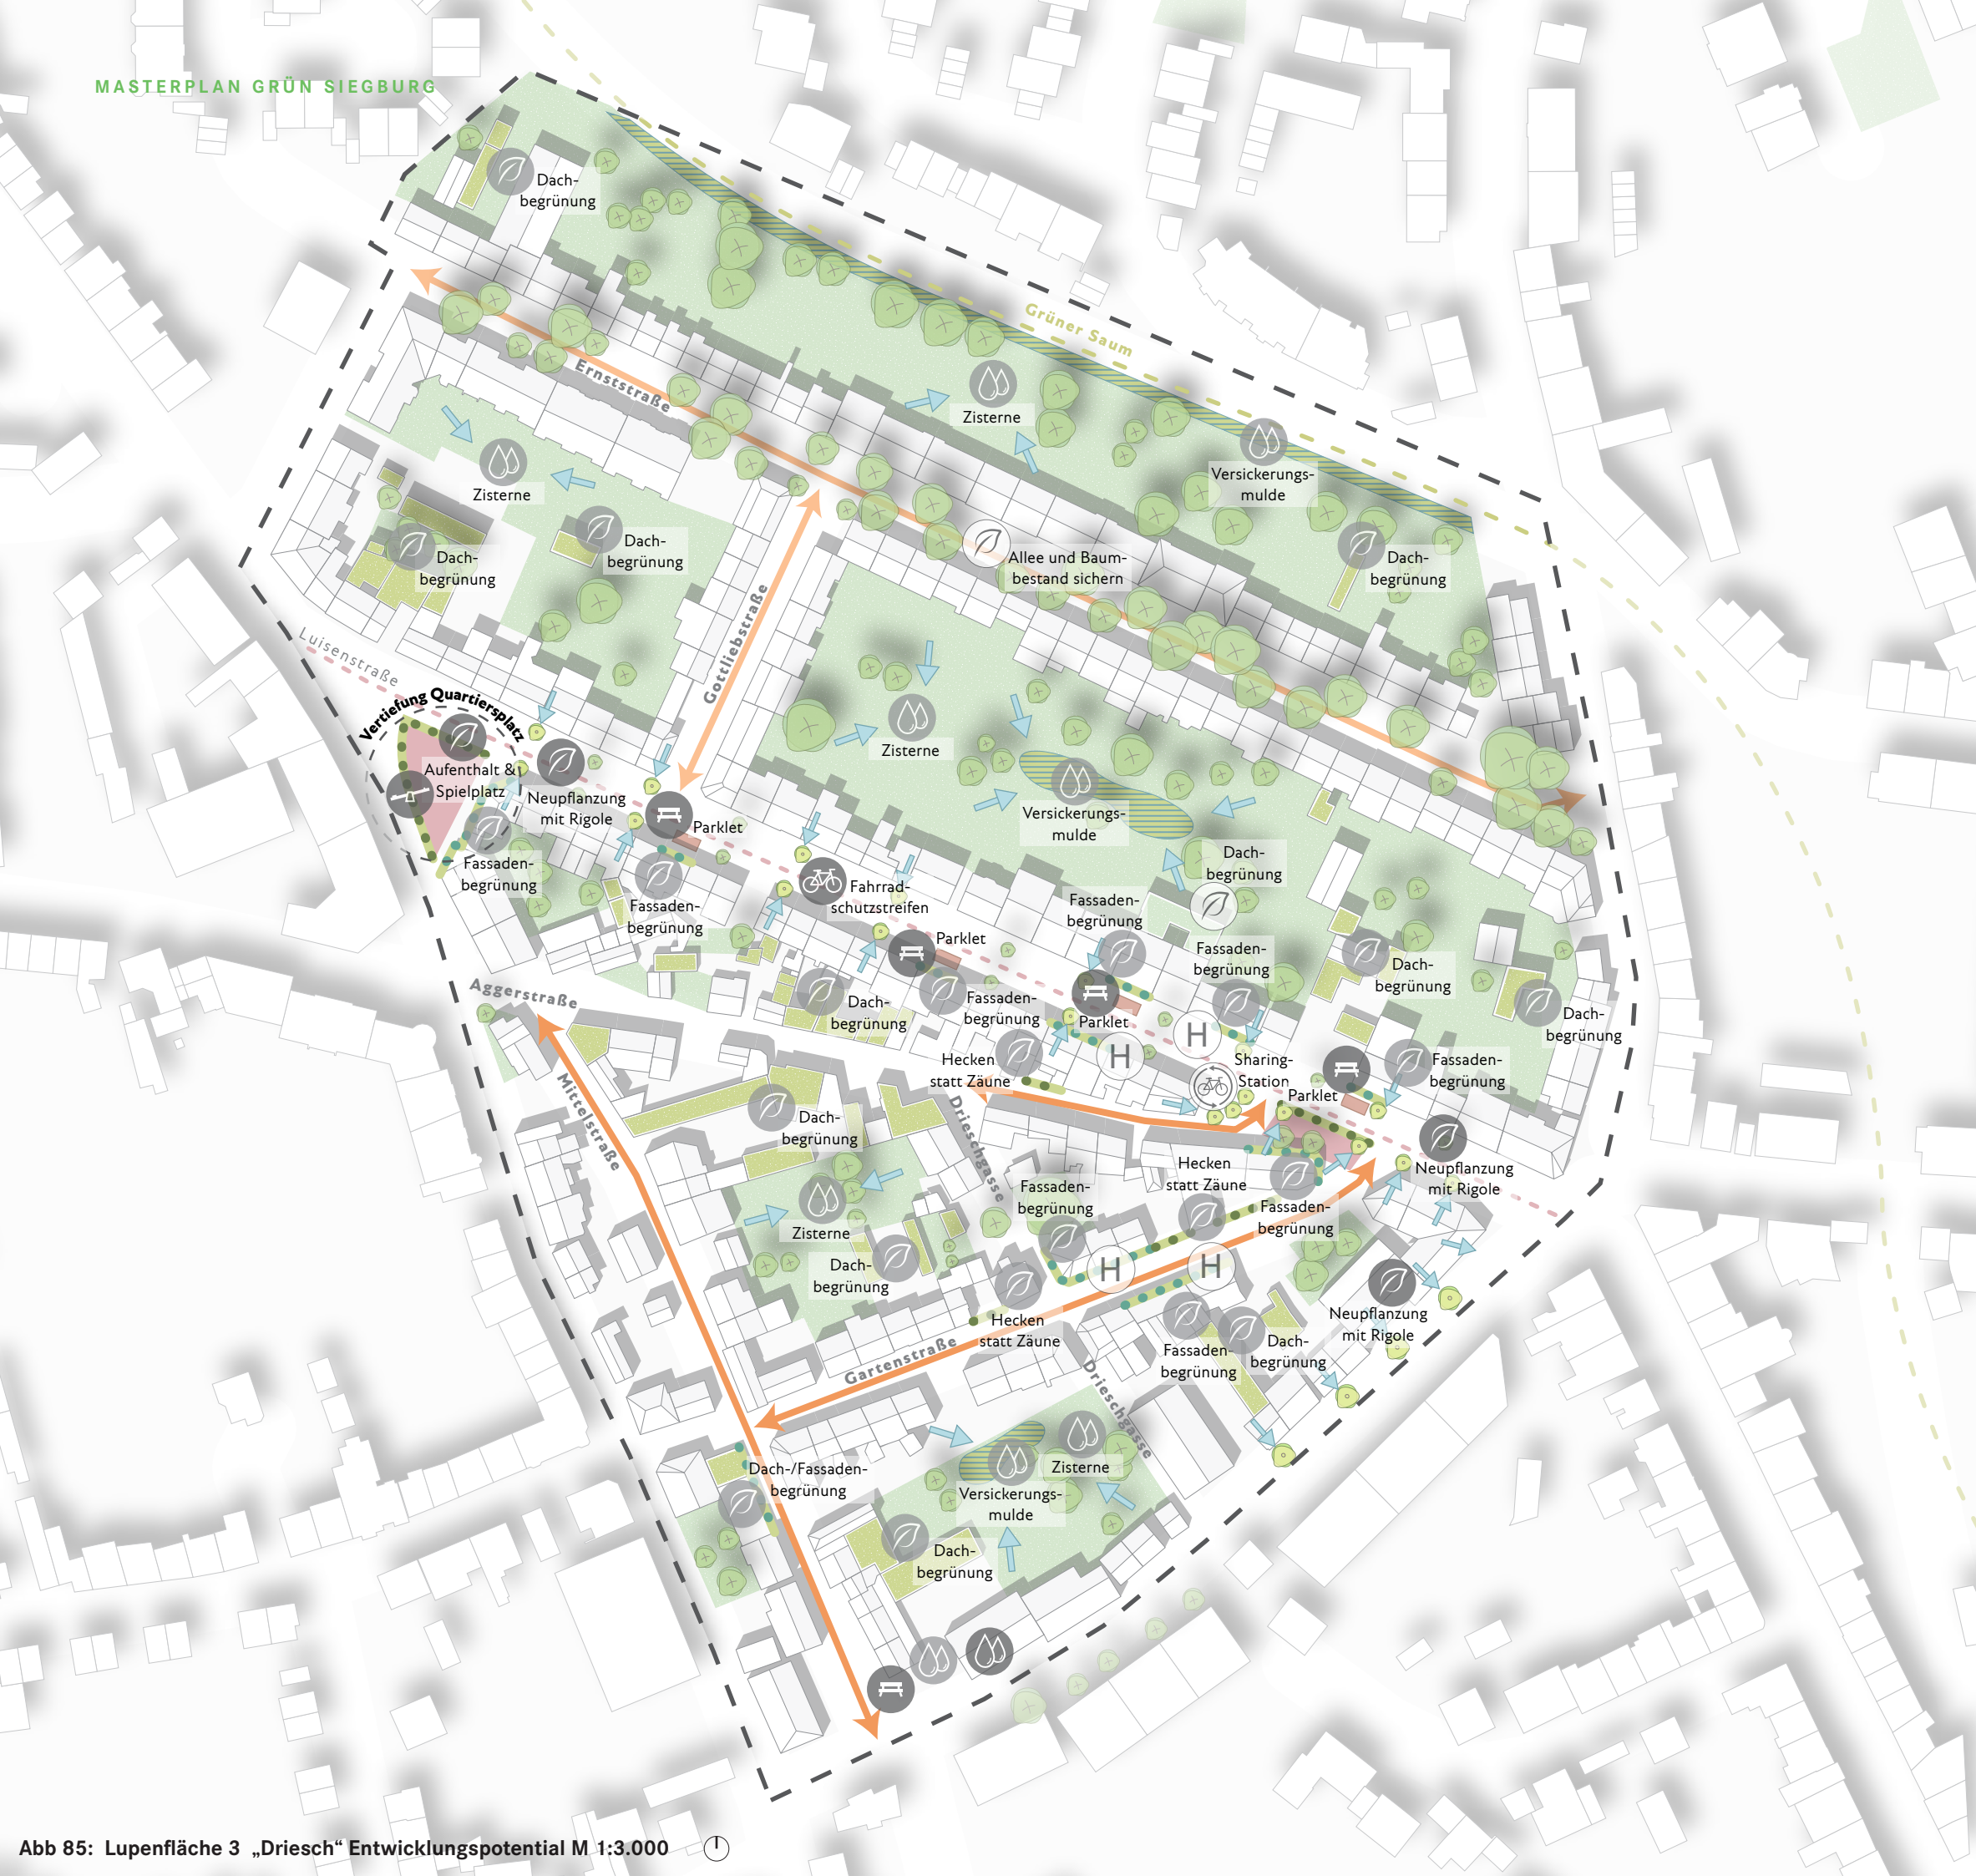 MASTERPLAN GRÜN SIEGBURG
Dach-
begrünung
Grüner Saum
Ernststraße
Zisterne
Versickerungs-
mulde
Zisterne
Dach-
begrünung
Dach-
begrünung
Allee und Baum-
bestand sichern
Dach-
begrünung
Gottliebstraße
Luisenstraße
Vertiefung Quartiersplatz
Zisterne
Aufenthalt &
Spielplatz
Neupflanzung
mit Rigole
Parklet
Versickerungs-
mulde
Fassaden-
begrünung
Dach-
begrünung
Fassaden-
begrünung
Fahrrad-
schutzstreifen
Fassaden-
begrünung
Parklet
Fassaden-
begrünung
Dach-
begrünung
Aggerstraße
Dach-
begrünung
Fassaden-
begrünung
Parklet
Dach-
begrünung
H
H
Hecken
statt Zäune
Sharing-
Station
Parklet
Fassaden-
begrünung
Mittelstraße
Dach-
begrünung
Drieschgasse
Hecken
statt Zäune
Neupflanzung
mit Rigole
Fassaden-
begrünung
Fassaden-
begrünung
Zisterne
Dach-
begrünung
H
H
Hecken
statt Zäune
Neupflanzung
mit Rigole
Gartenstraße
Fassaden-
begrünung
Dach-
begrünung
Drieschgasse
Dach-/Fassaden-
begrünung
Zisterne
Versickerungs-
mulde
Dach-
begrünung
Abb 85: Lupenfläche 3 „Driesch“ Entwicklungspotential M 1:3.000